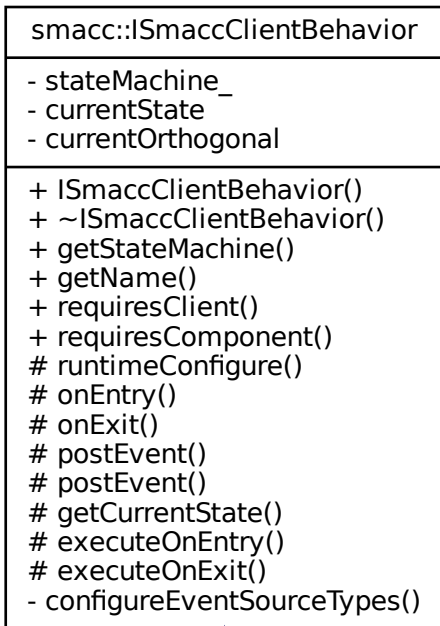 smacc::ISmaccClientBehavior
- stateMachine_
- currentState
- currentOrthogonal
+ ISmaccClientBehavior()
+ ~ISmaccClientBehavior()
+ getStateMachine()
+ getName()
+ requiresClient()
+ requiresComponent()
# runtimeConfigure()
# onEntry()
# onExit()
# postEvent()
# postEvent()
# getCurrentState()
# executeOnEntry()
# executeOnExit()
- configureEventSourceTypes()